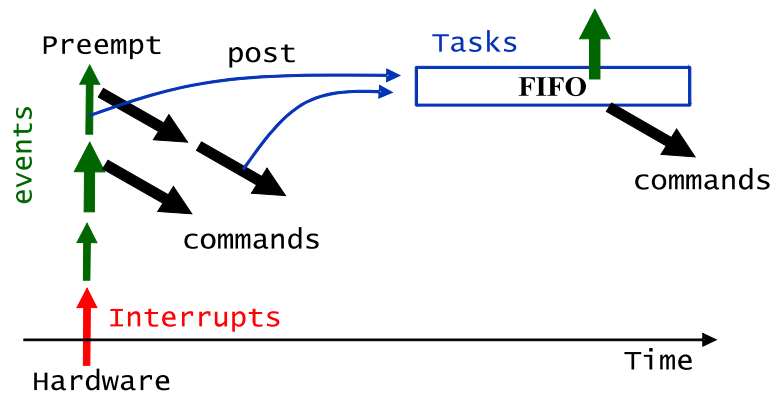 Preempt
post
Tasks
FIFO
events
commands
commands
Interrupts
Time
Hardware